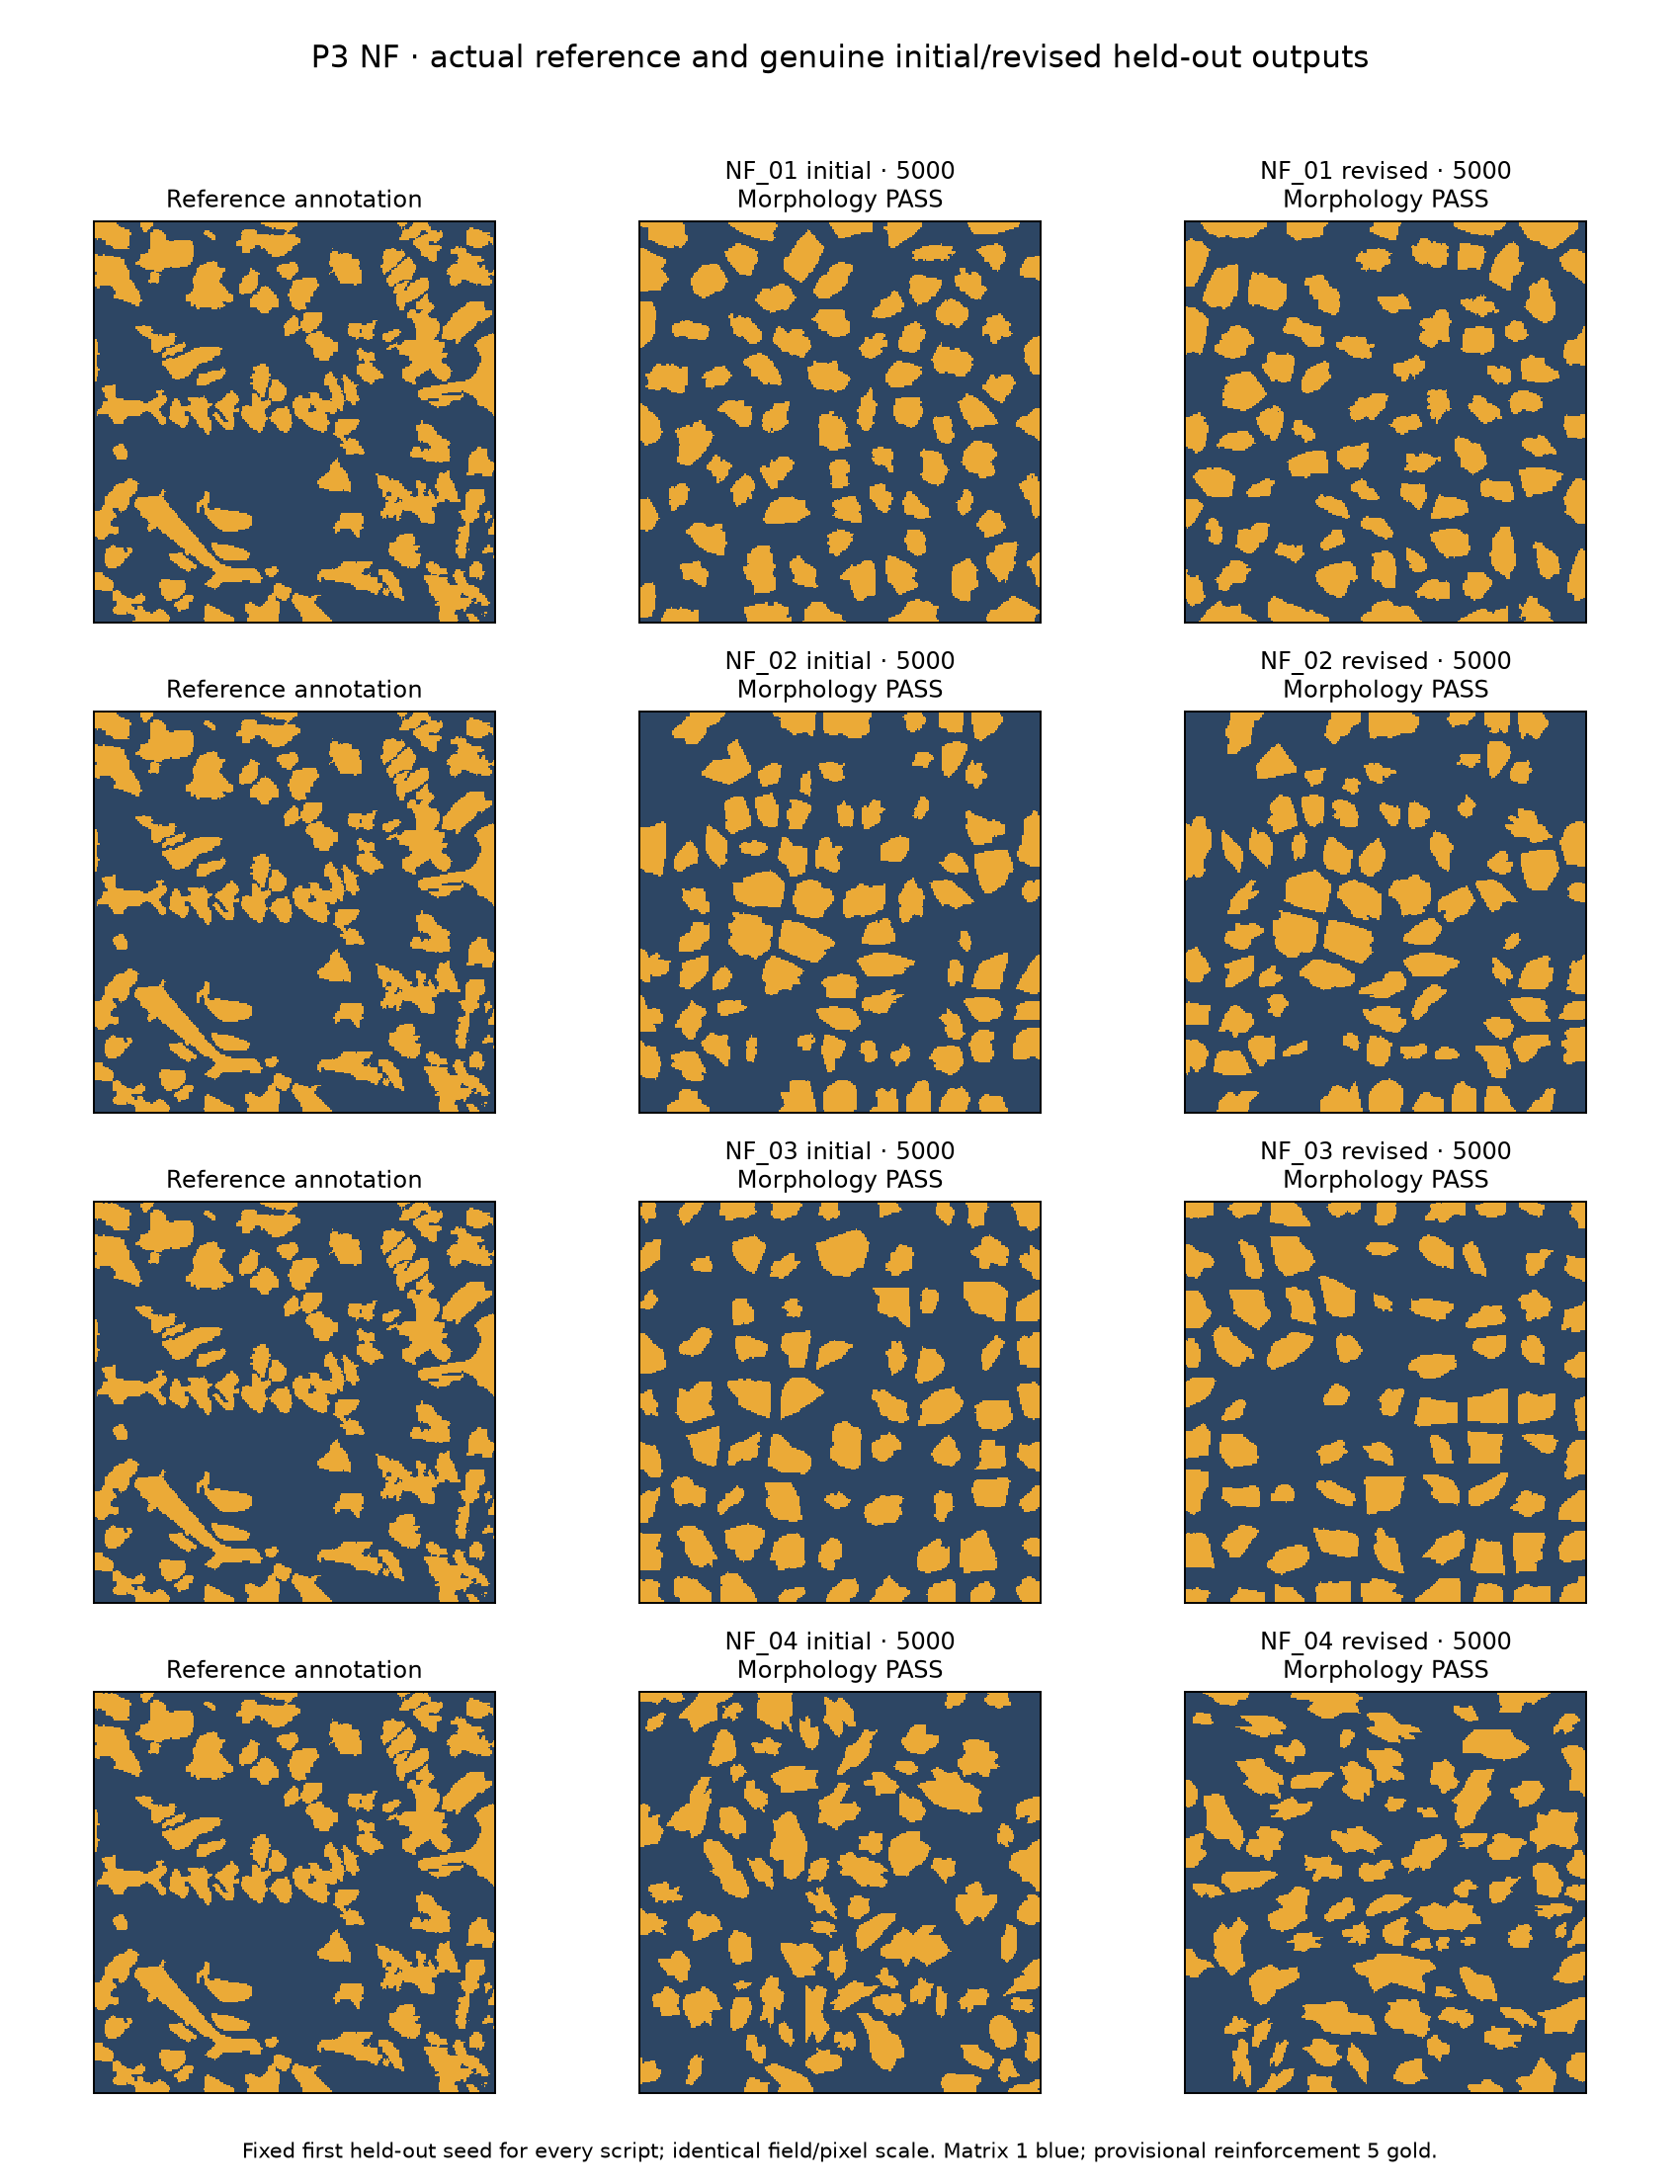 P3 NF · actual reference and genuine initial/revised held-out outputs
Reference annotation
NF_01 initial · 5000
Morphology PASS
NF_01 revised · 5000
Morphology PASS
Reference annotation
NF_02 initial · 5000
Morphology PASS
NF_02 revised · 5000
Morphology PASS
Reference annotation
NF_03 initial · 5000
Morphology PASS
NF_03 revised · 5000
Morphology PASS
Reference annotation
NF_04 initial · 5000
Morphology PASS
NF_04 revised · 5000
Morphology PASS
Fixed first held-out seed for every script; identical field/pixel scale. Matrix 1 blue; provisional reinforcement 5 gold.